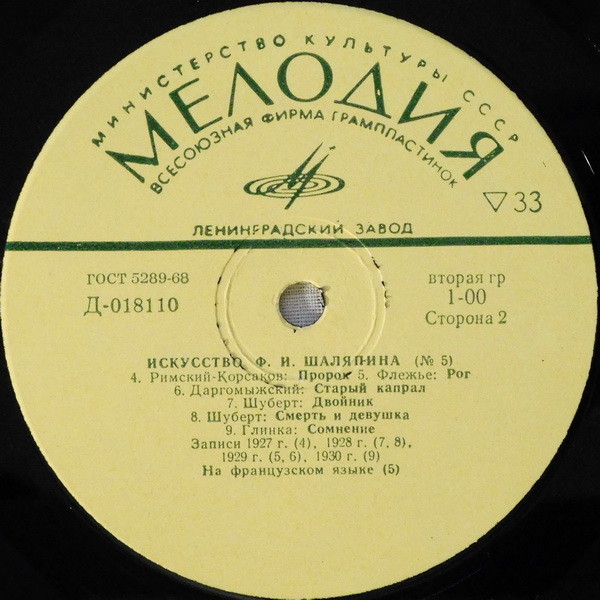 МИНИСТЕРСТВО КУЛЬТУРЫ СССР
МЕЛОДИЯ
ВСЕСОЮЗНАЯ ФИРМА ГРАМПЛАСТИНОК
▽ 33
ЛЕНИНГРАДСКИЙ ЗАВОД
ГОСТ 5289-68
Д-018110
вторая гр
1-00
Сторона 2
ИСКУССТВО Ф. И. ШАЛЯПИНА (№ 5)
4. Римский-Корсаков: Пророк 5. Флежье: Рог
6. Даргомыжский: Старый капрал
7. Шуберт: Двойник
8. Шуберт: Смерть и девушка
9. Глинка: Сомнение
Записи 1927 г. (4), 1928 г. (7, 8),
1929 г. (5, 6), 1930 г. (9)
На французском языке (5)